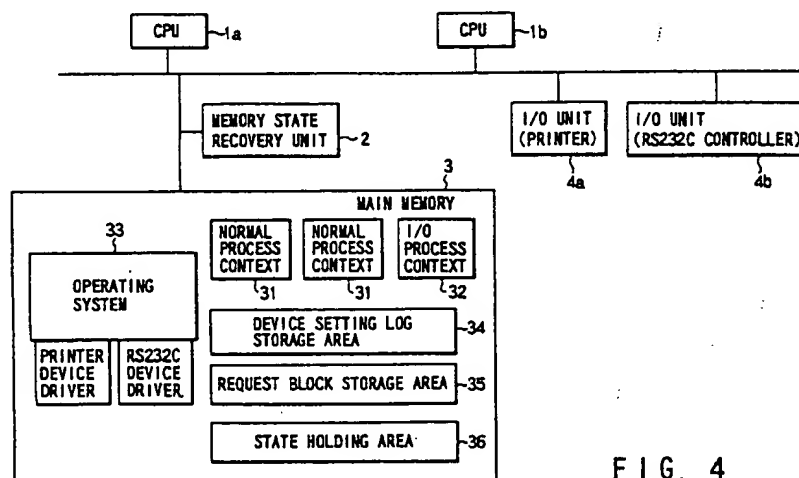 CPU
1a
CPU
1b
MEMORY STATE
RECOVERY UNIT
2
I/O UNIT
(PRINTER)
4a
I/O UNIT
(RS232C CONTROLLER)
4b
3
MAIN MEMORY
33
OPERATING
SYSTEM
PRINTER
DEVICE
DRIVER
RS232C
DEVICE
DRIVER
NORMAL
PROCESS
CONTEXT
31
NORMAL
PROCESS
CONTEXT
31
I/O
PROCESS
CONTEXT
32
DEVICE SETTING LOG
STORAGE AREA
34
REQUEST BLOCK STORAGE AREA
35
STATE HOLDING AREA
36
FIG. 4